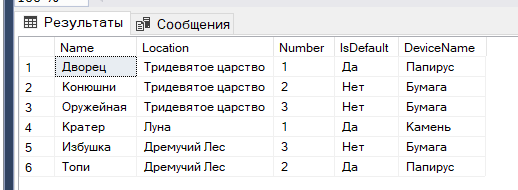 Результаты Сообщения
Name Location Number IsDefault DeviceName
1 Дворец Тридевятое царство 1 Да Папирус
2 Конюшни Тридевятое царство 2 Нет Бумага
3 Оружейная Тридевятое царство 3 Нет Бумага
4 Кратер Луна 1 Да Камень
5 Избушка Дремучий Лес 3 Нет Бумага
6 Топи Дремучий Лес 2 Да Папирус